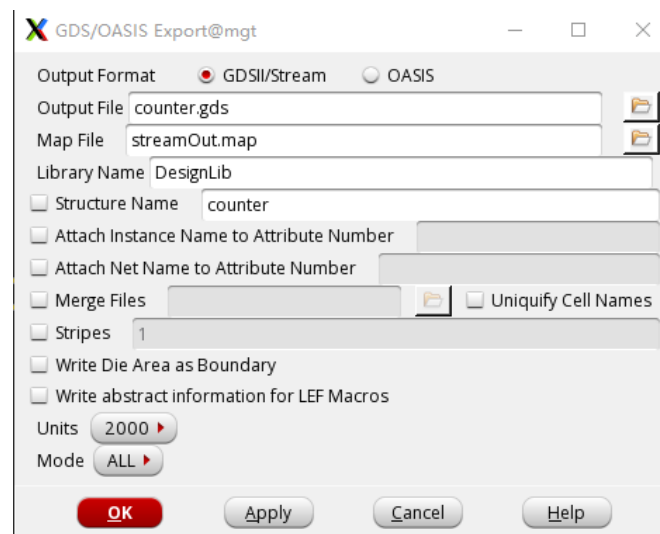 GDS/OASIS Export@mgt
Output Format GDSII/Stream OASIS
Output File counter.gds
Map File streamOut.map
Library Name DesignLib
Structure Name counter
Attach Instance Name to Attribute Number
Attach Net Name to Attribute Number
Merge Files Uniquify Cell Names
Stripes 1
Write Die Area as Boundary
Write abstract information for LEF Macros
Units 2000
Mode ALL
OK Apply Cancel Help